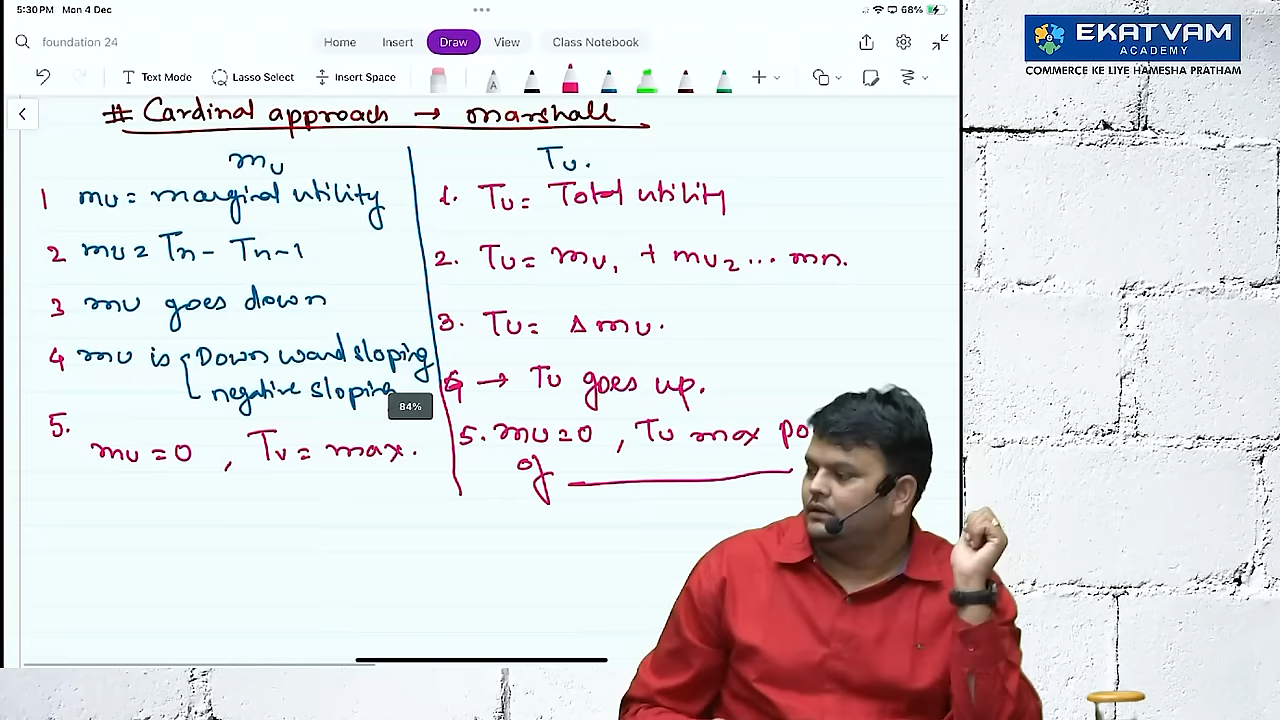 5:30 PM Mon 4 Dec
68%
foundation 24
Home Insert Draw View Class Notebook
Text Mode Lasso Select Insert Space
EKATVAM
ACADEMY
COMMERCE KE LIYE HAMESHA PRATHAM
# Cardinal approach → marshall
mu
1 mu = marginal utility
2 mu = Tn - Tn-1
3 mu goes down
4 mu is { Down ward sloping
negative sloping
5.
mu = 0 , Tu = max.
84%
Tu.
1. Tu = Total utility
2. Tu = mu1 + mu2 ... mn.
3. Tu = Δ mu.
→ Tu goes up.
5. mu = 0 , Tu max po
of